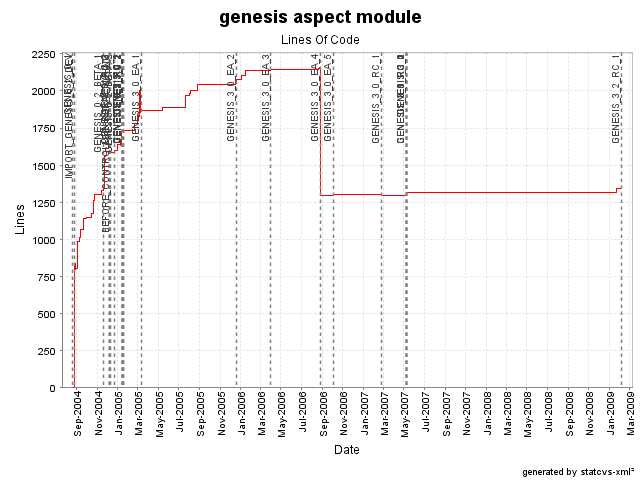 genesis aspect module
Lines Of Code
2250
2000
1750
1500
1250
1000
750
500
250
0
Lines
GENESIS_3_0_EA_1
GENESIS_3_0_EA_2
GENESIS_3_0_EA_3
GENESIS_3_0_EA_4
GENESIS_3_0_EA_5
GENESIS_3_0_RC_1
GENESIS_3_2_RC_1
Sep-2004
Nov-2004
Jan-2005
Mar-2005
May-2005
Jul-2005
Sep-2005
Nov-2005
Jan-2006
Mar-2006
May-2006
Jul-2006
Sep-2006
Nov-2006
Jan-2007
Mar-2007
May-2007
Jul-2007
Sep-2007
Nov-2007
Jan-2008
Mar-2008
May-2008
Jul-2008
Sep-2008
Nov-2008
Jan-2009
Mar-2009
Date
generated by statcvs-xml²